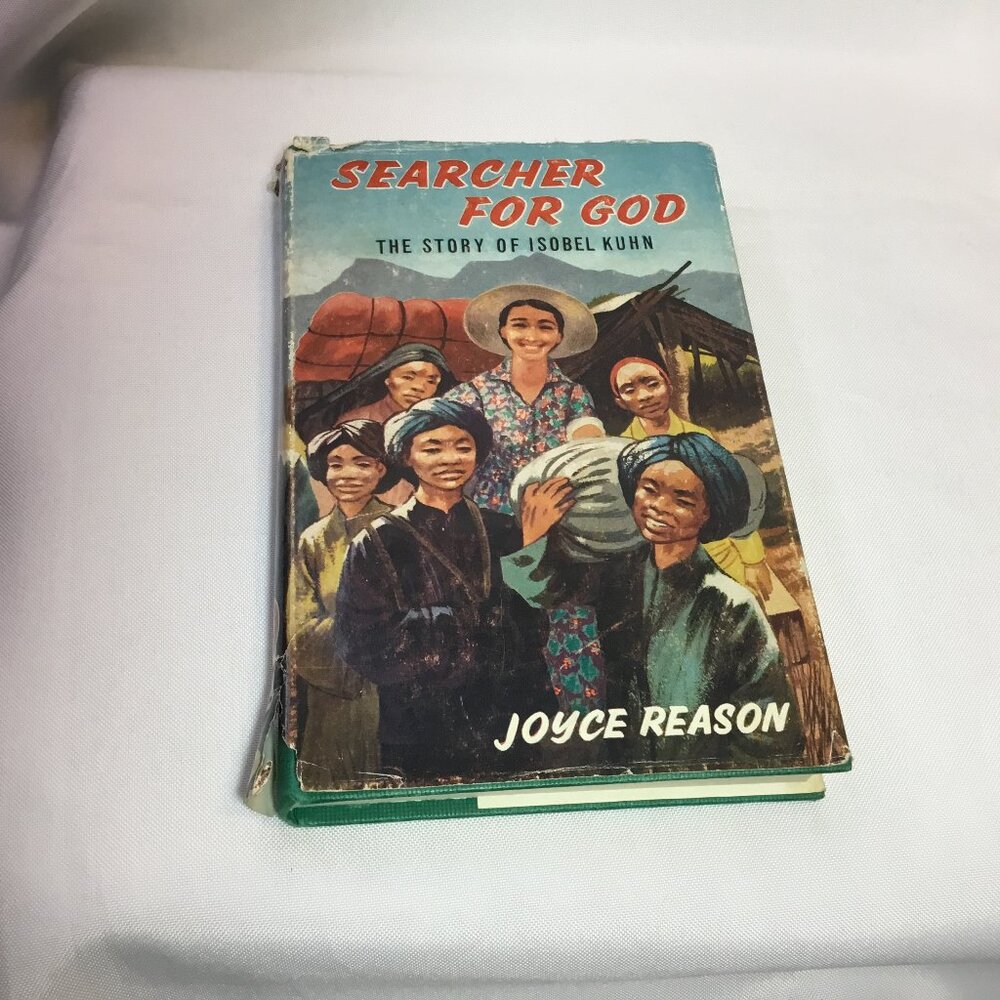 SEARCHER
FOR GOD
THE STORY OF ISOBEL KUHN
JOYCE REASON